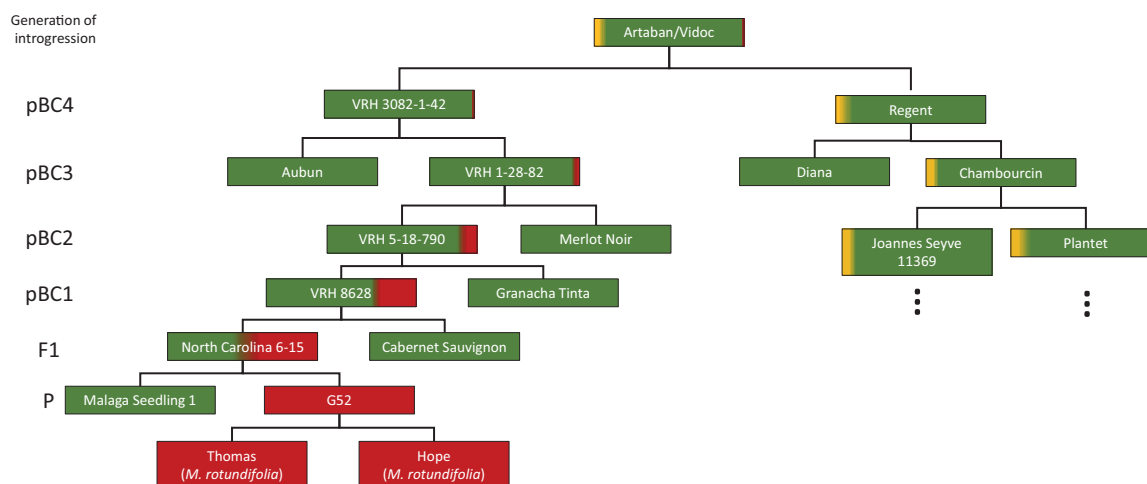 Generation of
introgression
Artaban/Vidoc
pBC4
VRH 3082-1-42
Regent
pBC3
Aubun
VRH 1-28-82
Diana
Chambourcin
pBC2
VRH 5-18-790
Merlot Noir
Joannes Seyve
11369
Plantet
pBC1
VRH 8628
Granacha Tinta
F1
North Carolina 6-15
Cabernet Sauvignon
P
Malaga Seedling 1
G52
Thomas
(M. rotundifolia)
Hope
(M. rotundifolia)